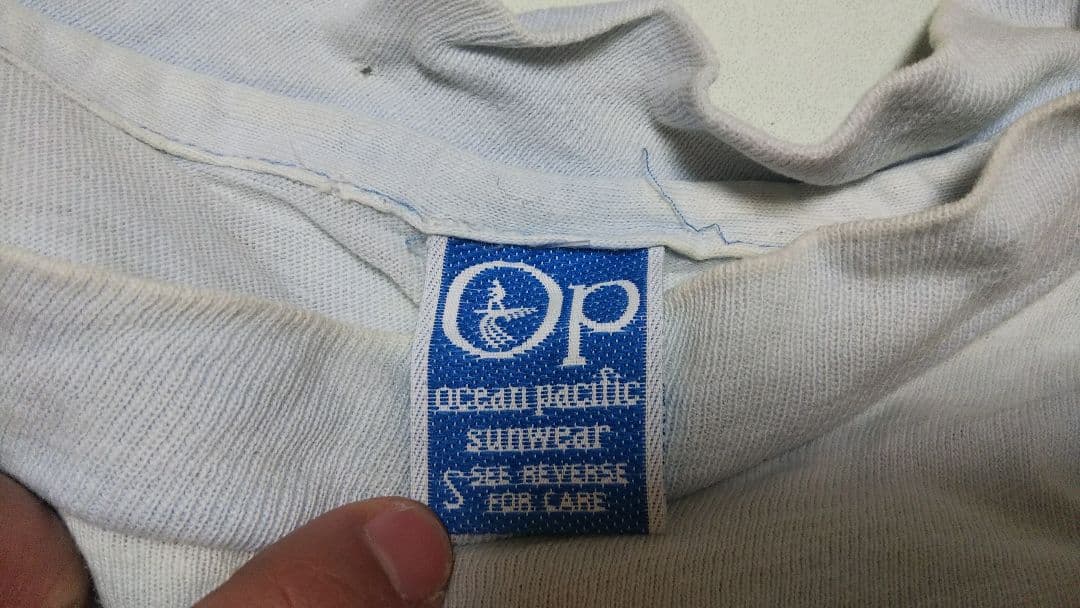 Op
ocean pacific
sunwear
S SEE REVERSE
FOR CARE